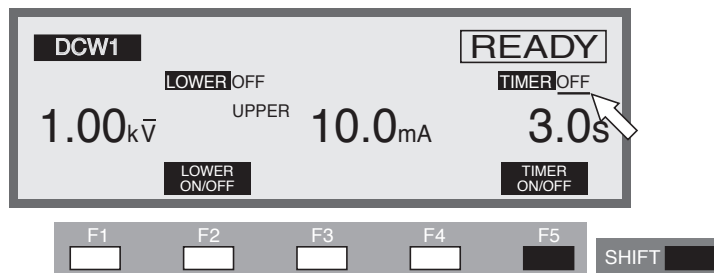 DCW1 READY
LOWER OFF TIMER OFF
1.00kV̅ UPPER 10.0mA 3.0s
LOWER ON/OFF TIMER ON/OFF
F1 F2 F3 F4 F5
SHIFT